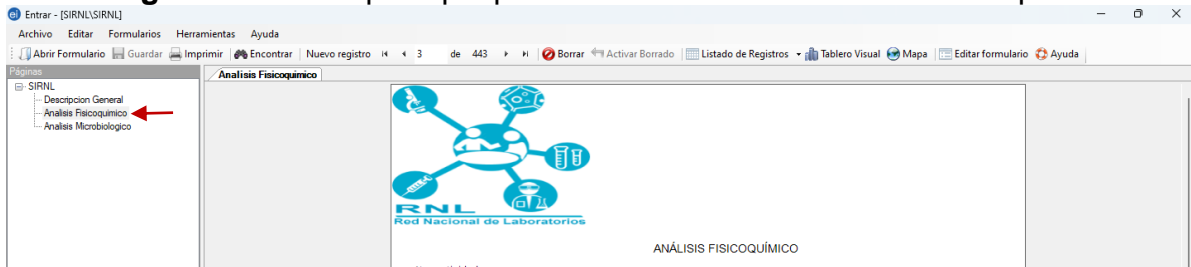 Entrar - [SIRNL\SIRNL]
Archivo Editar Formularios Herramientas Ayuda
Abrir Formulario Guardar Imprimir Encontrar Nuevo registro 3 de 443 Borrar Activar Borrado Listado de Registros Tablero Visual Mapa Editar formulario Ayuda
Páginas
Analisis Fisicoquimico
SIRNL
Descripcion General
Analisis Fisicoquimico
Analisis Microbiologico
RNL
Red Nacional de Laboratorios
ANÁLISIS FISICOQUÍMICO